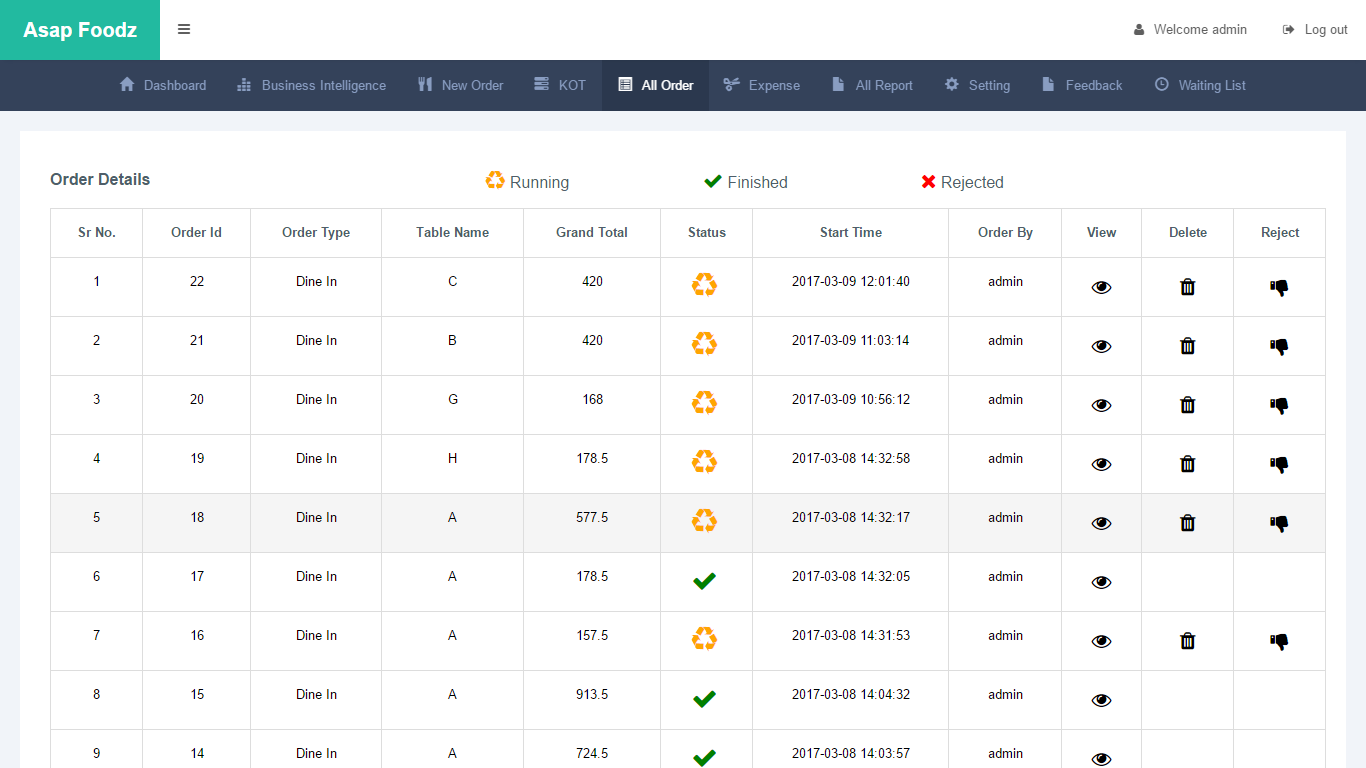 Asap Foodz
Welcome admin Log out
Dashboard Business Intelligence New Order KOT All Order Expense All Report Setting Feedback Waiting List
Order Details Running Finished Rejected
Sr No. Order Id Order Type Table Name Grand Total Status Start Time Order By View Delete Reject
1 22 Dine In C 420 2017-03-09 12:01:40 admin
2 21 Dine In B 420 2017-03-09 11:03:14 admin
3 20 Dine In G 168 2017-03-09 10:56:12 admin
4 19 Dine In H 178.5 2017-03-08 14:32:58 admin
5 18 Dine In A 577.5 2017-03-08 14:32:17 admin
6 17 Dine In A 178.5 2017-03-08 14:32:05 admin
7 16 Dine In A 157.5 2017-03-08 14:31:53 admin
8 15 Dine In A 913.5 2017-03-08 14:04:32 admin
9 14 Dine In A 724.5 2017-03-08 14:03:57 admin